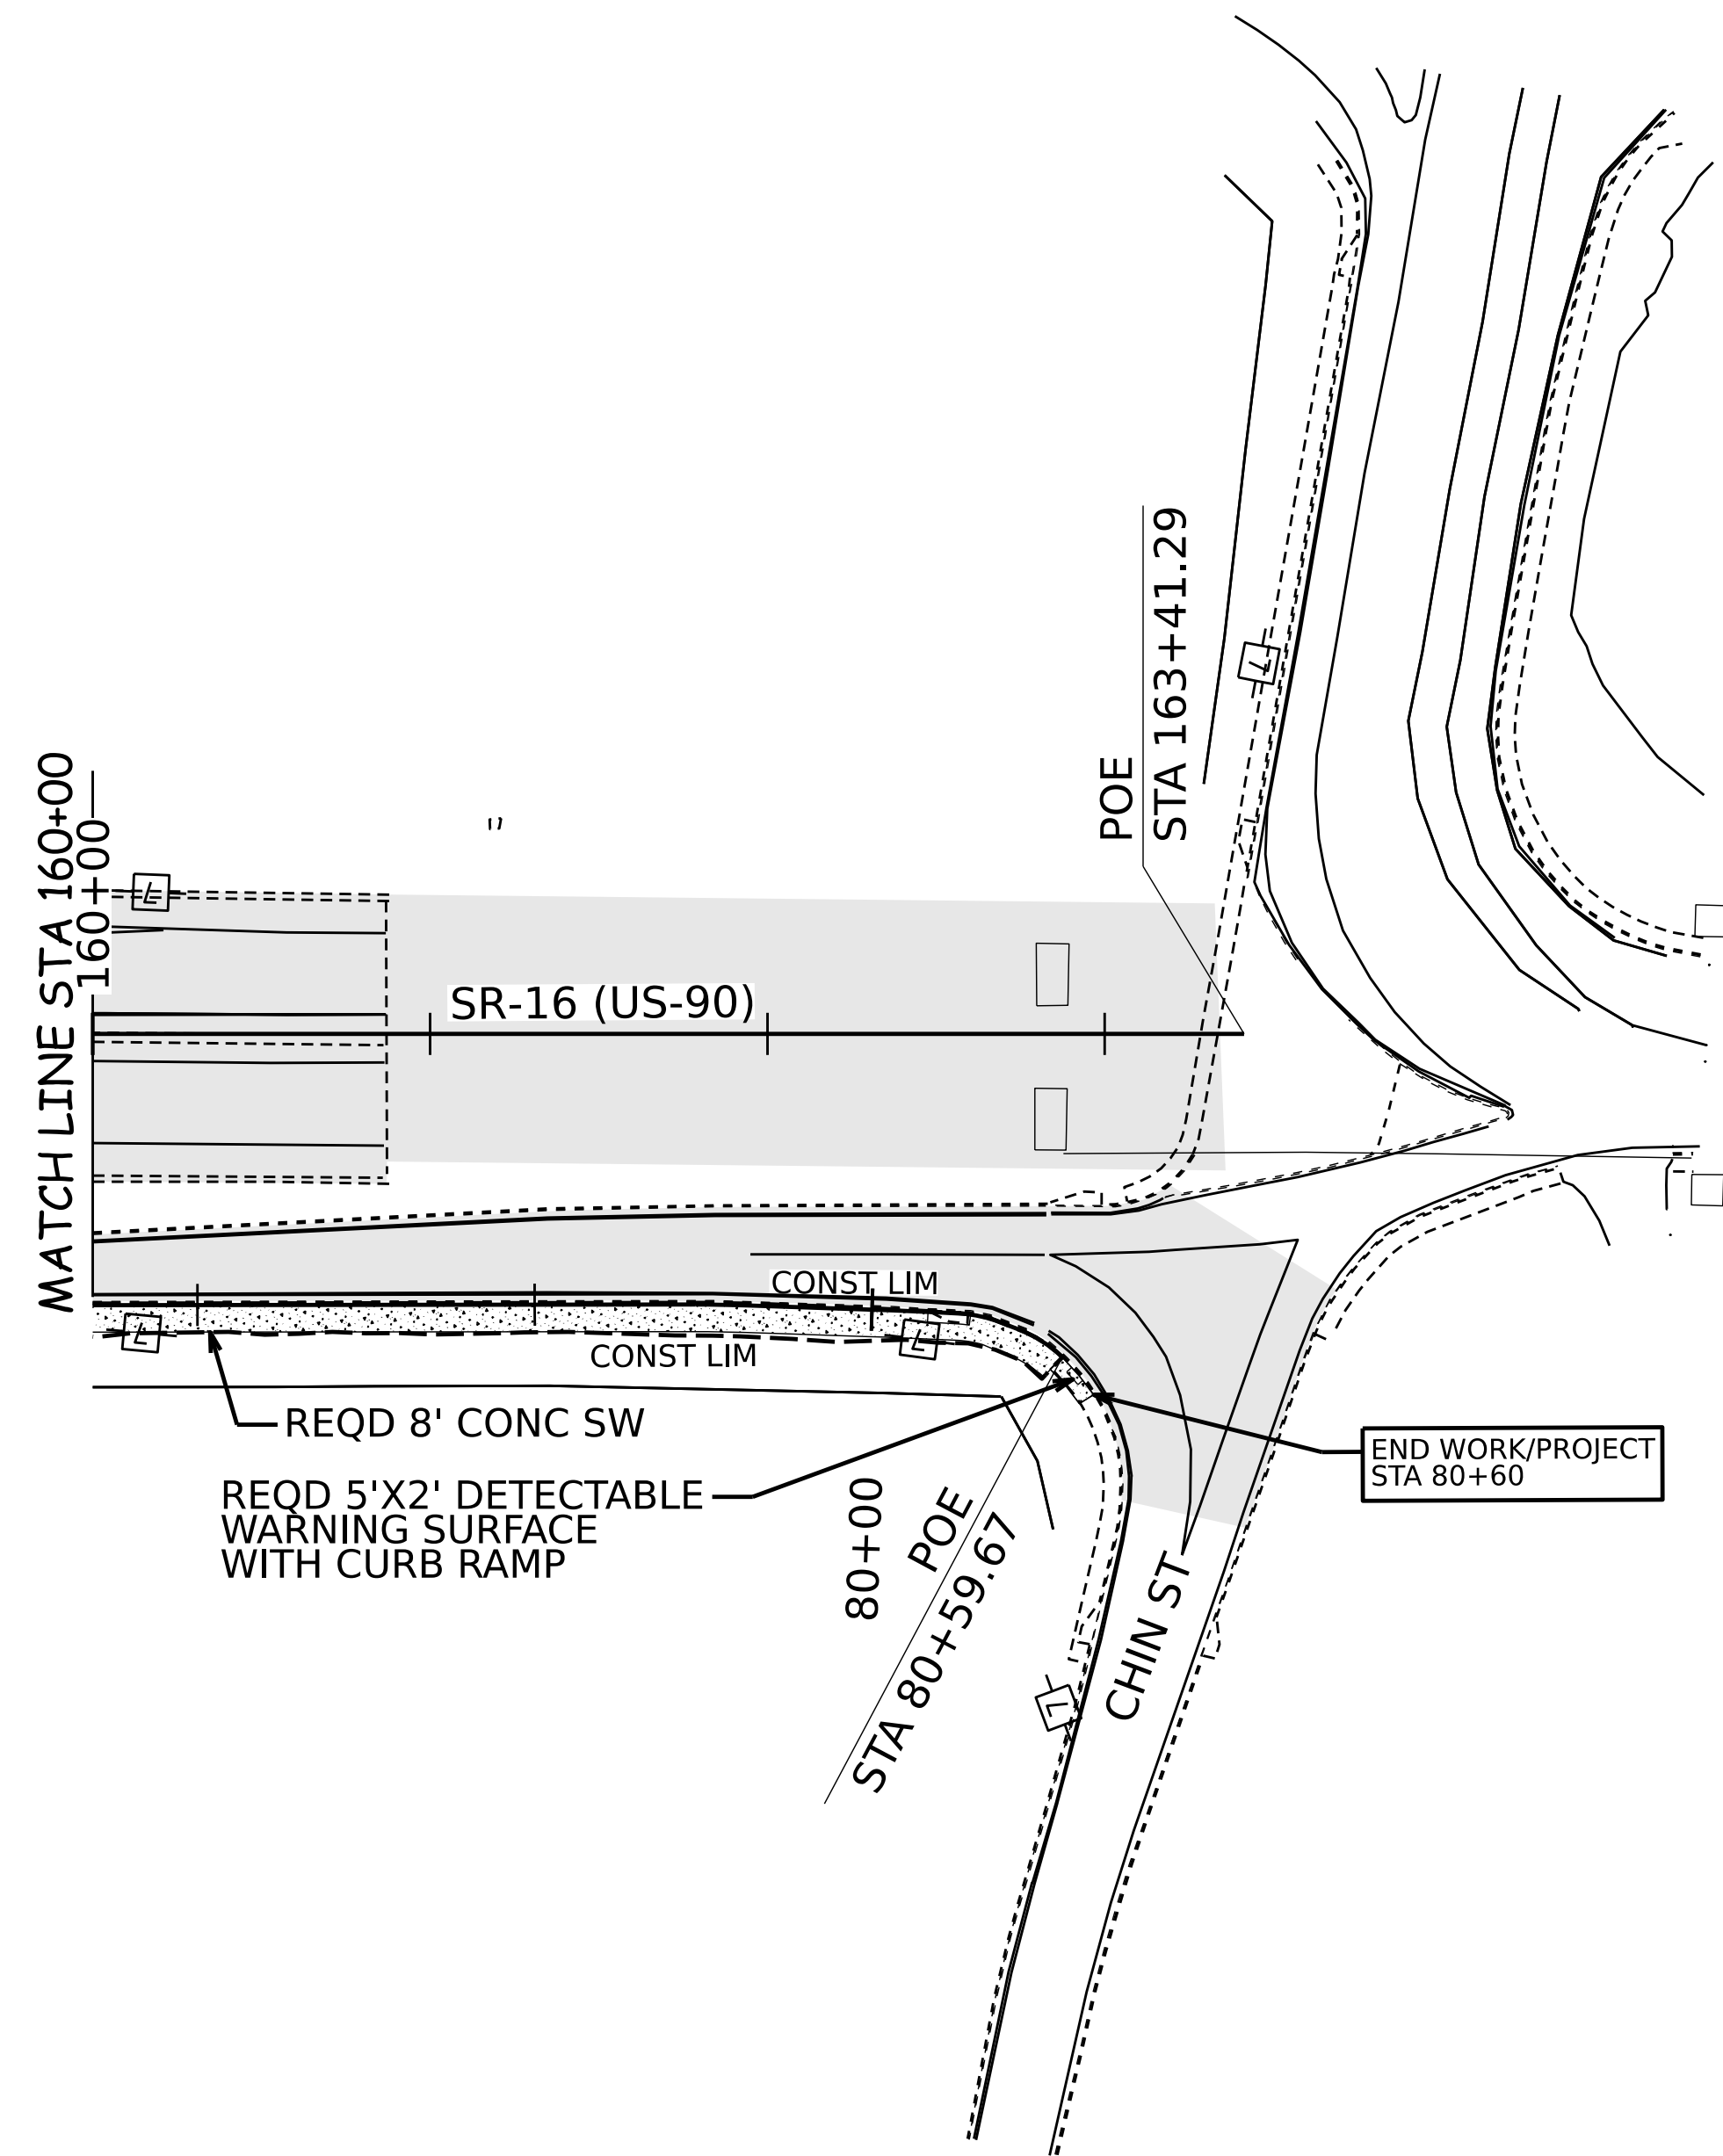 MATCH LINE STA 160+00
160+00
SR-16 (US-90)
POE
STA 163+41.29
CONST LIM
CONST LIM
REQD 8' CONC SW
REQD 5'X2' DETECTABLE
WARNING SURFACE
WITH CURB RAMP
80+00
POE
STA 80+59.67
CHIN ST
END WORK/PROJECT
STA 80+60
L
L
L
L
L